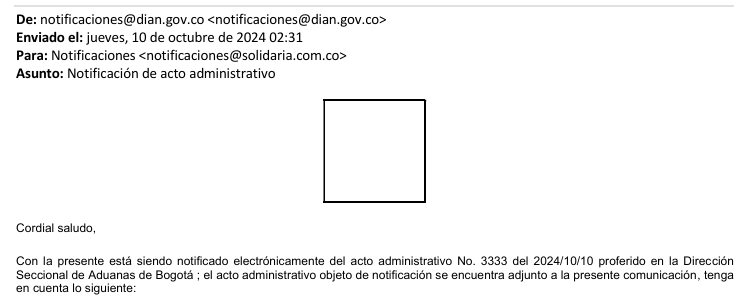 De: notificaciones@dian.gov.co <notificaciones@dian.gov.co>
Enviado el: jueves, 10 de octubre de 2024 02:31
Para: Notificaciones <notificaciones@solidaria.com.co>
Asunto: Notificación de acto administrativo
Cordial saludo,
Con la presente está siendo notificado electrónicamente del acto administrativo No. 3333 del 2024/10/10 proferido en la Dirección
Seccional de Aduanas de Bogotá ; el acto administrativo objeto de notificación se encuentra adjunto a la presente comunicación, tenga
en cuenta lo siguiente: